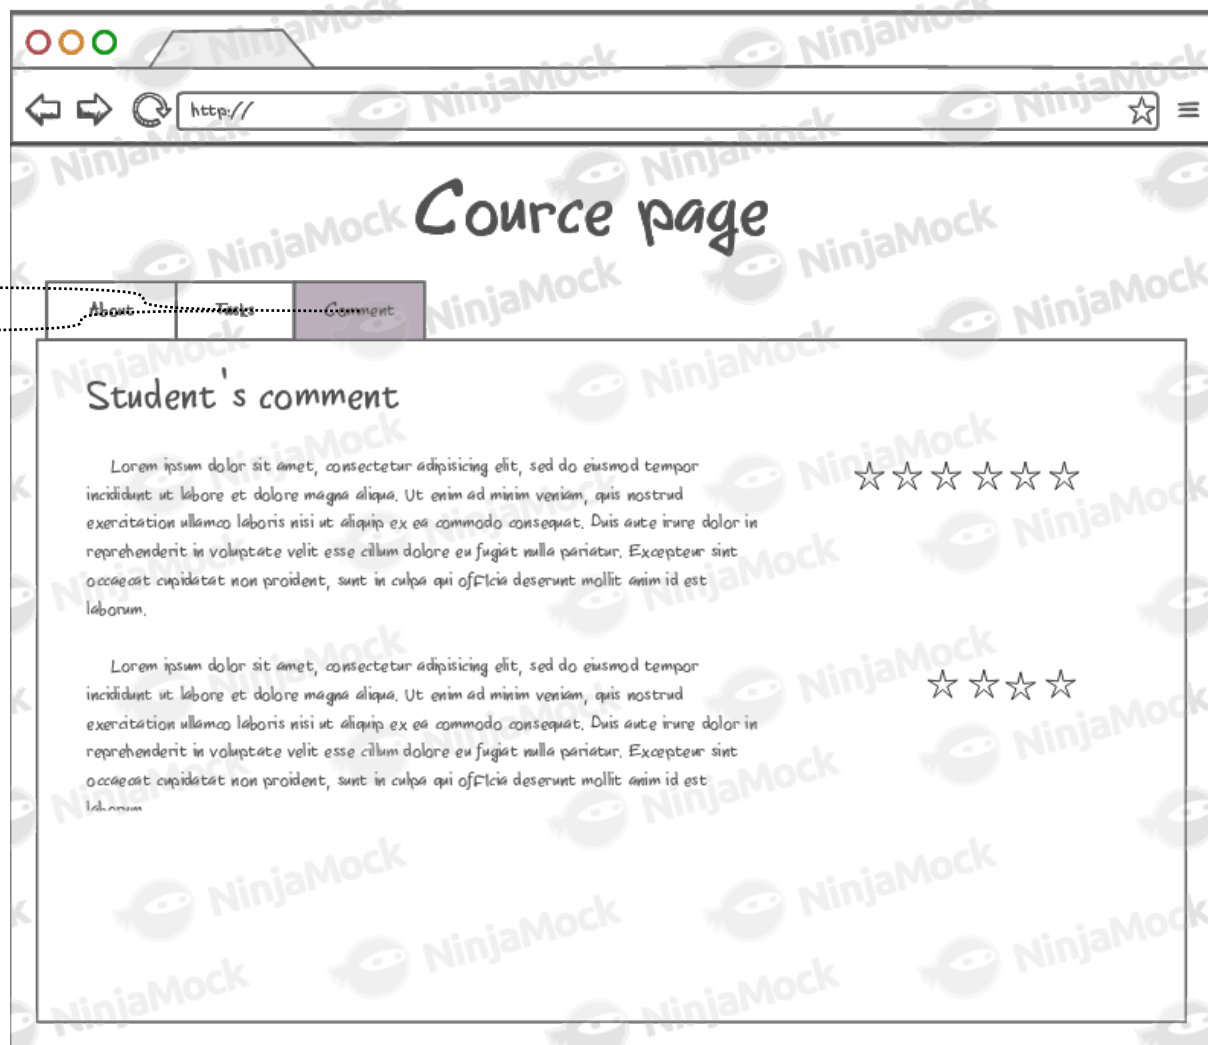 http://
Cource page
About Tasks Comment
Student's comment
Lorem ipsum dolor sit amet, consectetur adipisicing elit, sed do eiusmod tempor
incididunt ut labore et dolore magna aliqua. Ut enim ad minim veniam, quis nostrud
exercitation ullamco laboris nisi ut aliquip ex ea commodo consequat. Duis aute irure dolor in
reprehenderit in voluptate velit esse cillum dolore eu fugiat nulla pariatur. Excepteur sint
occaecat cupidatat non proident, sunt in culpa qui officia deserunt mollit anim id est
laborum.
Lorem ipsum dolor sit amet, consectetur adipisicing elit, sed do eiusmod tempor
incididunt ut labore et dolore magna aliqua. Ut enim ad minim veniam, quis nostrud
exercitation ullamco laboris nisi ut aliquip ex ea commodo consequat. Duis aute irure dolor in
reprehenderit in voluptate velit esse cillum dolore eu fugiat nulla pariatur. Excepteur sint
occaecat cupidatat non proident, sunt in culpa qui officia deserunt mollit anim id est
laborum